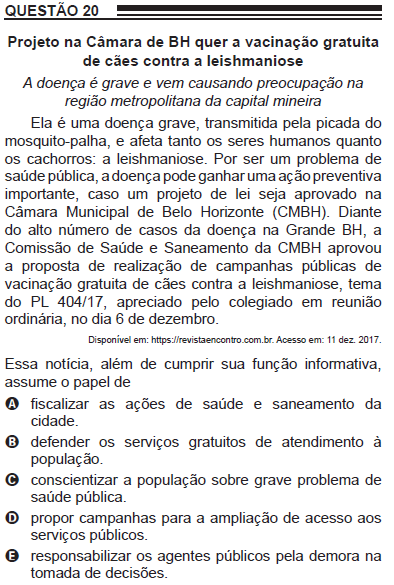 QUESTÃO 20
Projeto na Câmara de BH quer a vacinação gratuita
de cães contra a leishmaniose
A doença é grave e vem causando preocupação na
região metropolitana da capital mineira
Ela é uma doença grave, transmitida pela picada do
mosquito-palha, e afeta tanto os seres humanos quanto
os cachorros: a leishmaniose. Por ser um problema de
saúde pública, a doença pode ganhar uma ação preventiva
importante, caso um projeto de lei seja aprovado na
Câmara Municipal de Belo Horizonte (CMBH). Diante
do alto número de casos da doença na Grande BH, a
Comissão de Saúde e Saneamento da CMBH aprovou
a proposta de realização de campanhas públicas de
vacinação gratuita de cães contra a leishmaniose, tema
do PL 404/17, apreciado pelo colegiado em reunião
ordinária, no dia 6 de dezembro.
Disponível em: https://revistaencontro.com.br. Acesso em: 11 dez. 2017.
Essa notícia, além de cumprir sua função informativa,
assume o papel de
A fiscalizar as ações de saúde e saneamento da
cidade.
B defender os serviços gratuitos de atendimento à
população.
C conscientizar a população sobre grave problema de
saúde pública.
D propor campanhas para a ampliação de acesso aos
serviços públicos.
E responsabilizar os agentes públicos pela demora na
tomada de decisões.